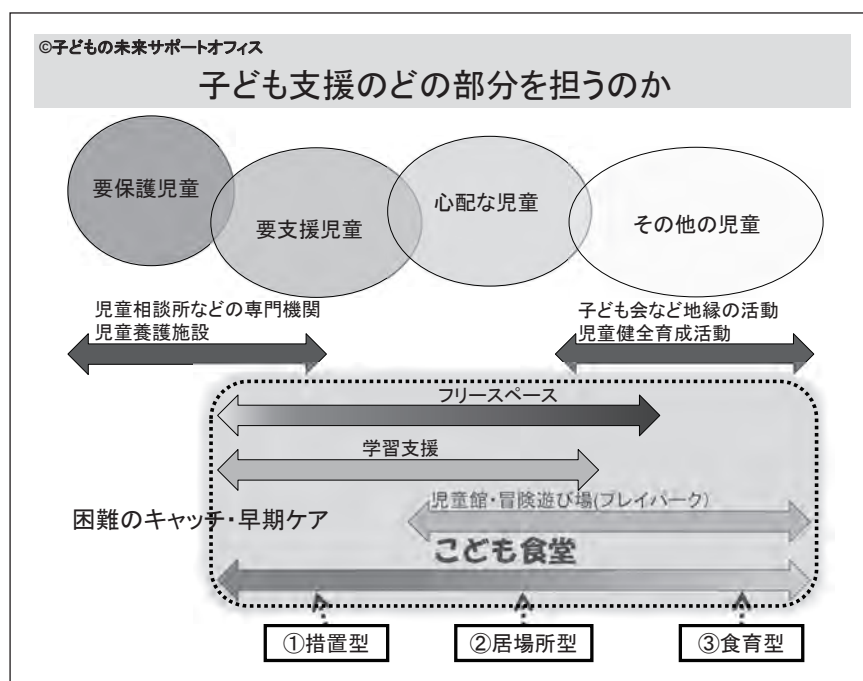 ©子どもの未来サポートオフィス
子ども支援のどの部分を担うのか
要保護児童
要支援児童
心配な児童
その他の児童
児童相談所などの専門機関
児童養護施設
子ども会など地縁の活動
児童健全育成活動
フリースペース
学習支援
児童館・冒険遊び場(プレイパーク)
困難のキャッチ・早期ケア
こども食堂
①措置型
②居場所型
③食育型